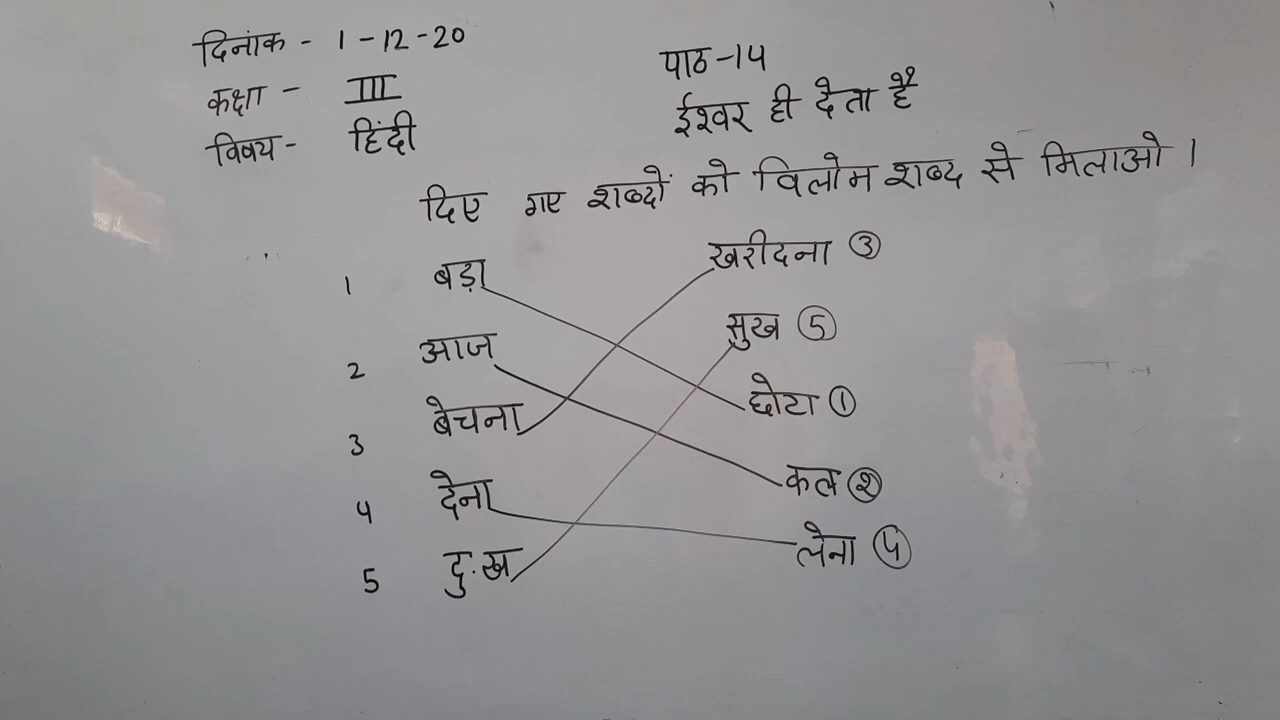 दिनांक - 1-12-20
कक्षा - III
विषय - हिंदी
पाठ-14
ईश्वर ही देता है
दिए गए शब्दों को विलोम शब्द से मिलाओ ।
1 बड़ा खरीदना ③
2 आज सुख ⑤
3 बेचना छोटा ①
4 देना कल ②
5 दुःख लेना ④